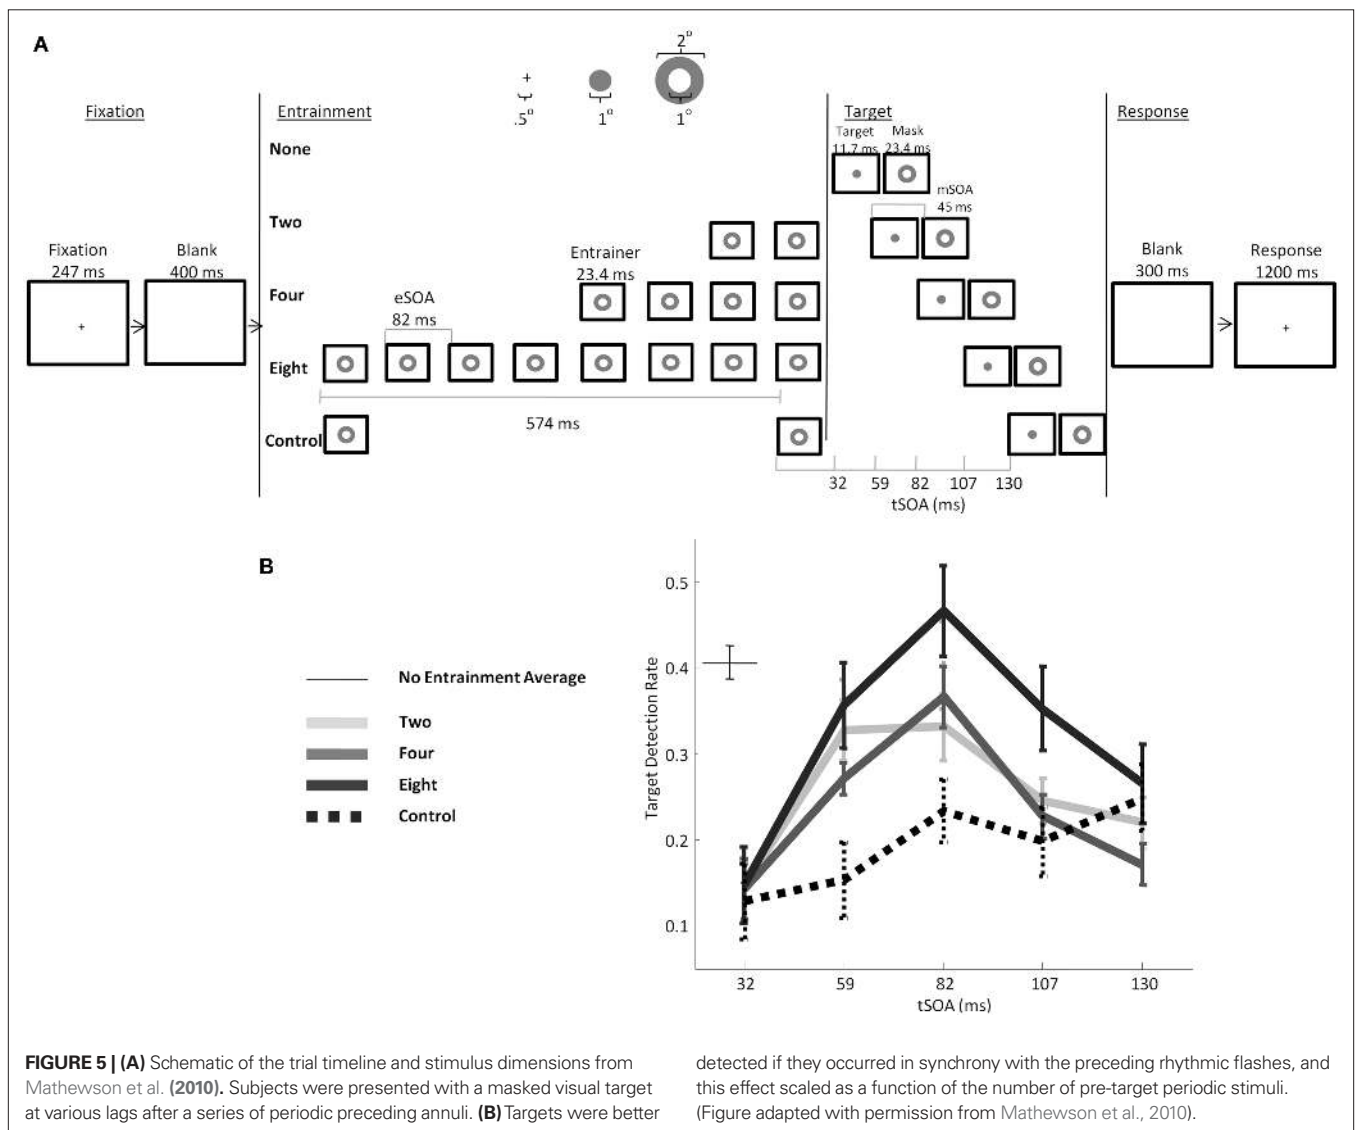 A
2º
.5º 1º 1º
Fixation
Entrainment
Target
Response
None
Two
Four
Eight
Control
Fixation
247 ms
Blank
400 ms
eSOA
82 ms
Entrainer
23.4 ms
574 ms
Target
11.7 ms
Mask
23.4 ms
mSOA
45 ms
Blank
300 ms
Response
1200 ms
32 59 82 107 130
tSOA (ms)
B
No Entrainment Average
Two
Four
Eight
Control
Target Detection Rate
0.5
0.4
0.3
0.2
0.1
32 59 82 107 130
tSOA (ms)
FIGURE 5 | (A) Schematic of the trial timeline and stimulus dimensions from
Mathewson et al. (2010). Subjects were presented with a masked visual target
at various lags after a series of periodic preceding annuli. (B) Targets were better
detected if they occurred in synchrony with the preceding rhythmic flashes, and
this effect scaled as a function of the number of pre-target periodic stimuli.
(Figure adapted with permission from Mathewson et al., 2010).